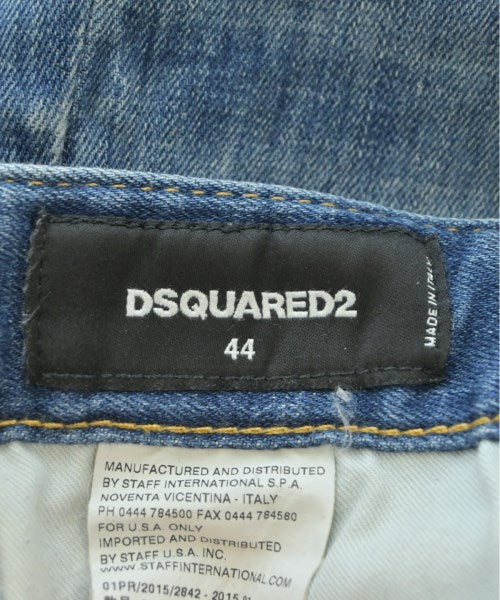 DSQUARED2
44
MADE IN ITALY
MANUFACTURED AND DISTRIBUTED
BY STAFF INTERNATIONAL S.P.A.
NOVENTA VICENTINA - ITALY
PH 0444 784500 FAX 0444 784560
FOR U.S.A. ONLY
IMPORTED AND DISTRIBUTED
BY STAFF U.S.A. INC.
WWW.STAFFINTERNATIONAL.COM
01PR/2015/2842 - 2015.